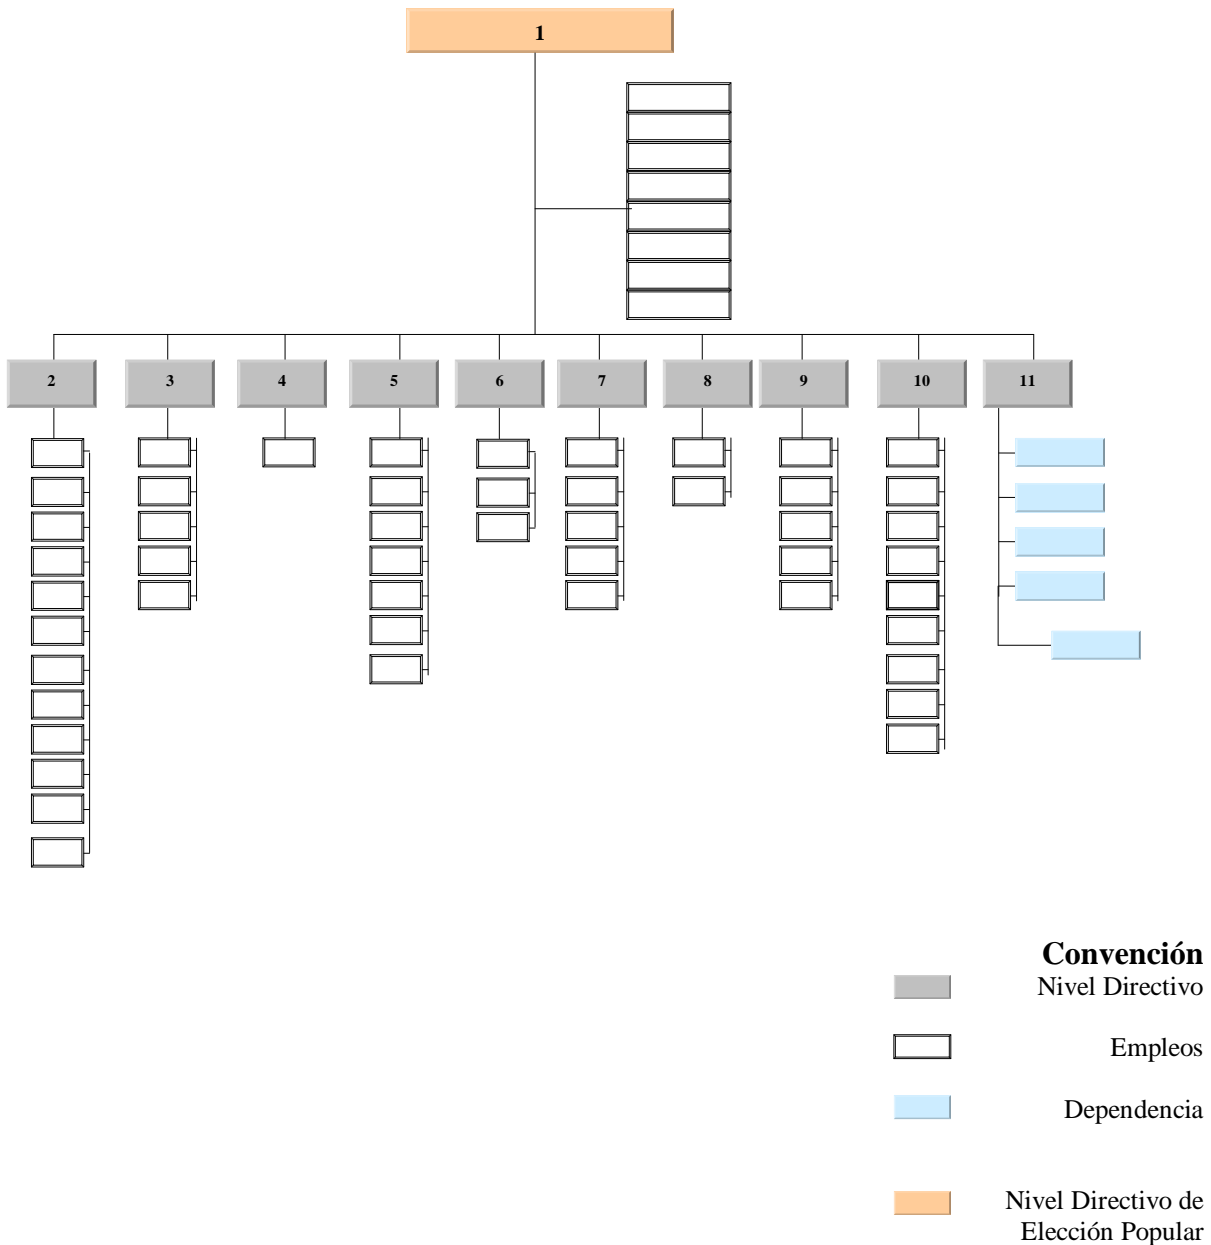 1
2
3
4
5
6
7
8
9
10
11
Convención
Nivel Directivo
Empleos
Dependencia
Nivel Directivo de
Elección Popular